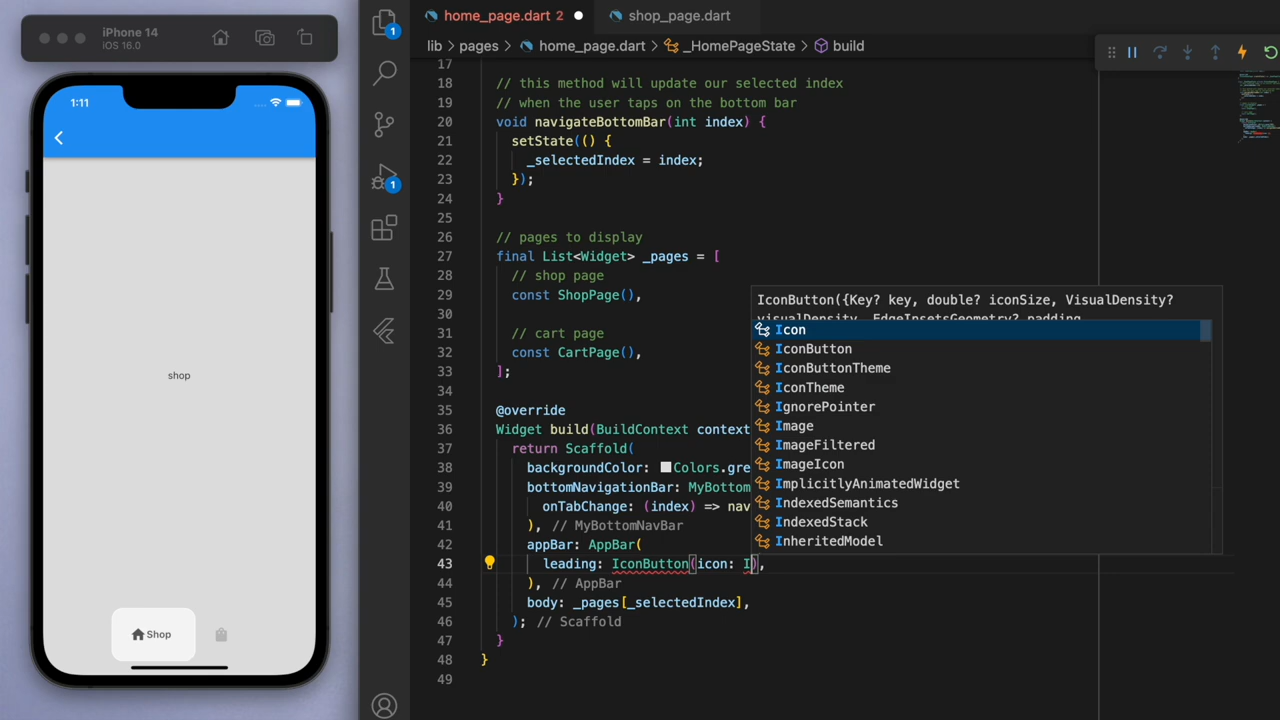 iPhone 14
iOS 16.0
1:11
shop
Shop
1
1
home_page.dart 2
shop_page.dart
lib
pages
home_page.dart
_HomePageState
build
17
18 // this method will update our selected index
19 // when the user taps on the bottom bar
20 void navigateBottomBar(int index) {
21 setState(() {
22 _selectedIndex = index;
23 });
24 }
25
26 // pages to display
27 final List<Widget> _pages = [
28 // shop page
29 const ShopPage(),
30
31 // cart page
32 const CartPage(),
33 ];
34
35 @override
36 Widget build(BuildContext context
37 return Scaffold(
38 backgroundColor: Colors.gre
39 bottomNavigationBar: MyBottom
40 onTabChange: (index) => nav
41 ), // MyBottomNavBar
42 appBar: AppBar(
43 leading: IconButton(icon: I),
44 ), // AppBar
45 body: _pages[_selectedIndex],
46 ); // Scaffold
47 }
48 }
49
IconButton({Key? key, double? iconSize, VisualDensity?
visualDensity, EdgeInsetsGeometry? padding,
Icon
IconButton
IconButtonTheme
IconTheme
IgnorePointer
Image
ImageFiltered
ImageIcon
ImplicitlyAnimatedWidget
IndexedSemantics
IndexedStack
InheritedModel